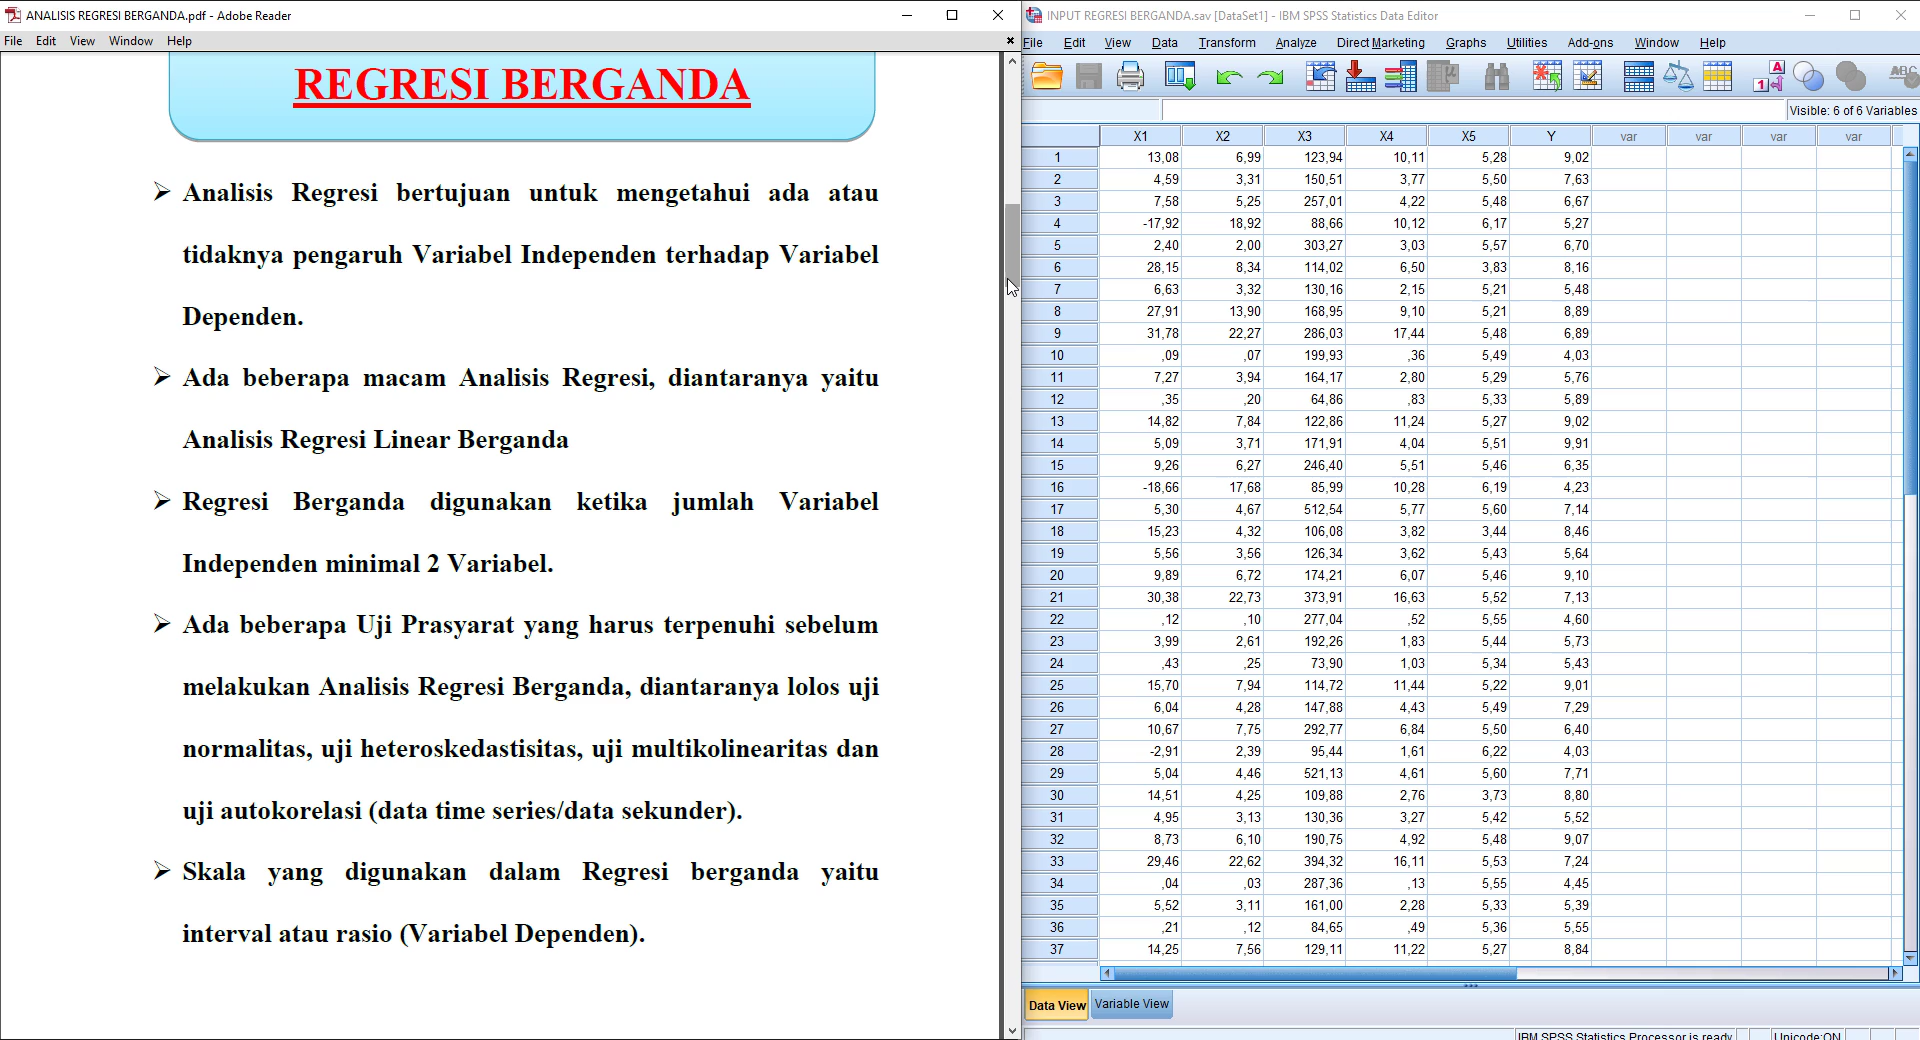 ANALISIS REGRESI BERGANDA.pdf - Adobe Reader
File Edit View Window Help
REGRESI BERGANDA
➢ Analisis Regresi bertujuan untuk mengetahui ada atau
tidaknya pengaruh Variabel Independen terhadap Variabel
Dependen.
➢ Ada beberapa macam Analisis Regresi, diantaranya yaitu
Analisis Regresi Linear Berganda
➢ Regresi Berganda digunakan ketika jumlah Variabel
Independen minimal 2 Variabel.
➢ Ada beberapa Uji Prasyarat yang harus terpenuhi sebelum
melakukan Analisis Regresi Berganda, diantaranya lolos uji
normalitas, uji heteroskedastisitas, uji multikolinearitas dan
uji autokorelasi (data time series/data sekunder).
➢ Skala yang digunakan dalam Regresi berganda yaitu
interval atau rasio (Variabel Dependen).
INPUT REGRESI BERGANDA.sav [DataSet1] - IBM SPSS Statistics Data Editor
File Edit View Data Transform Analyze Direct Marketing Graphs Utilities Add-ons Window Help
Visible: 6 of 6 Variables
X1 X2 X3 X4 X5 Y var var var var
1 13,08 6,99 123,94 10,11 5,28 9,02
2 4,59 3,31 150,51 3,77 5,50 7,63
3 7,58 5,25 257,01 4,22 5,48 6,67
4 -17,92 18,92 88,66 10,12 6,17 5,27
5 2,40 2,00 303,27 3,03 5,57 6,70
6 28,15 8,34 114,02 6,50 3,83 8,16
7 6,63 3,32 130,16 2,15 5,21 5,48
8 27,91 13,90 168,95 9,10 5,21 8,89
9 31,78 22,27 286,03 17,44 5,48 6,89
10 ,09 ,07 199,93 ,36 5,49 4,03
11 7,27 3,94 164,17 2,80 5,29 5,76
12 ,35 ,20 64,86 ,83 5,33 5,89
13 14,82 7,84 122,86 11,24 5,27 9,02
14 5,09 3,71 171,91 4,04 5,51 9,91
15 9,26 6,27 246,40 5,51 5,46 6,35
16 -18,66 17,68 85,99 10,28 6,19 4,23
17 5,30 4,67 512,54 5,77 5,60 7,14
18 15,23 4,32 106,08 3,82 3,44 8,46
19 5,56 3,56 126,34 3,62 5,43 5,64
20 9,89 6,72 174,21 6,07 5,46 9,10
21 30,38 22,73 373,91 16,63 5,52 7,13
22 ,12 ,10 277,04 ,52 5,55 4,60
23 3,99 2,61 192,26 1,83 5,44 5,73
24 ,43 ,25 73,90 1,03 5,34 5,43
25 15,70 7,94 114,72 11,44 5,22 9,01
26 6,04 4,28 147,88 4,43 5,49 7,29
27 10,67 7,75 292,77 6,84 5,50 6,40
28 -2,91 2,39 95,44 1,61 6,22 4,03
29 5,04 4,46 521,13 4,61 5,60 7,71
30 14,51 4,25 109,88 2,76 3,73 8,80
31 4,95 3,13 130,36 3,27 5,42 5,52
32 8,73 6,10 190,75 4,92 5,48 9,07
33 29,46 22,62 394,32 16,11 5,53 7,24
34 ,04 ,03 287,36 ,13 5,55 4,45
35 5,52 3,11 161,00 2,28 5,33 5,39
36 ,21 ,12 84,65 ,49 5,36 5,55
37 14,25 7,56 129,11 11,22 5,27 8,84
Data View Variable View
IBM SPSS Statistics Processor is ready Unicode:ON